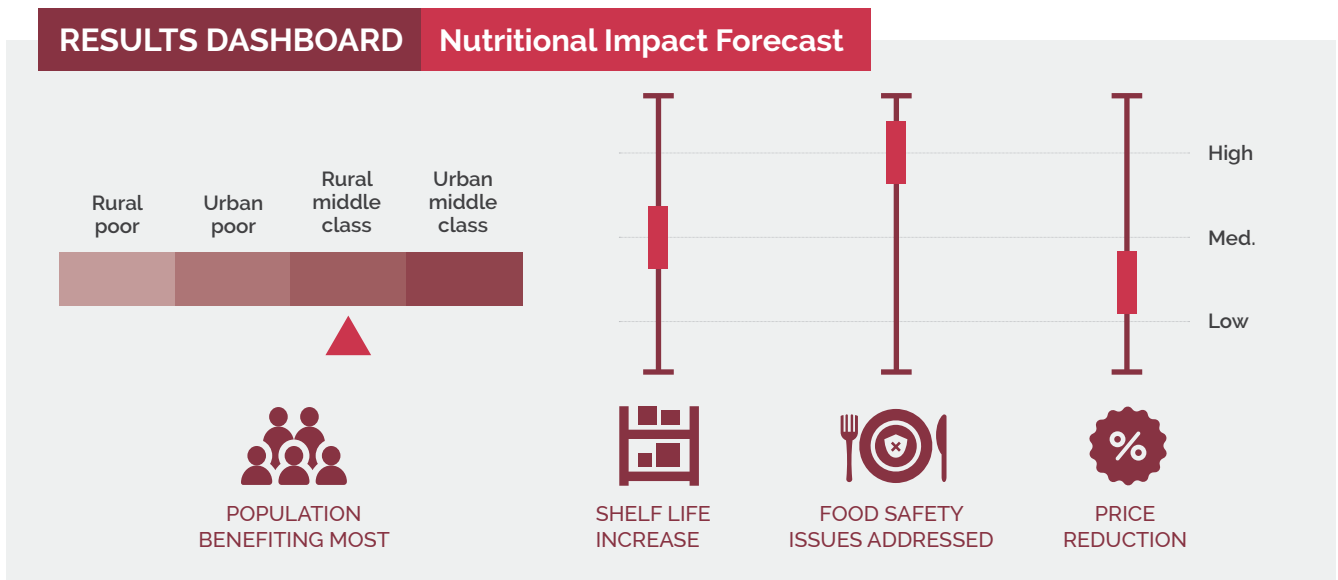 RESULTS DASHBOARD
Nutritional Impact Forecast
Rural
poor
Urban
poor
Rural
middle
class
Urban
middle
class
High
Med.
Low
%
POPULATION
BENEFITING MOST
SHELF LIFE
INCREASE
FOOD SAFETY
ISSUES ADDRESSED
PRICE
REDUCTION